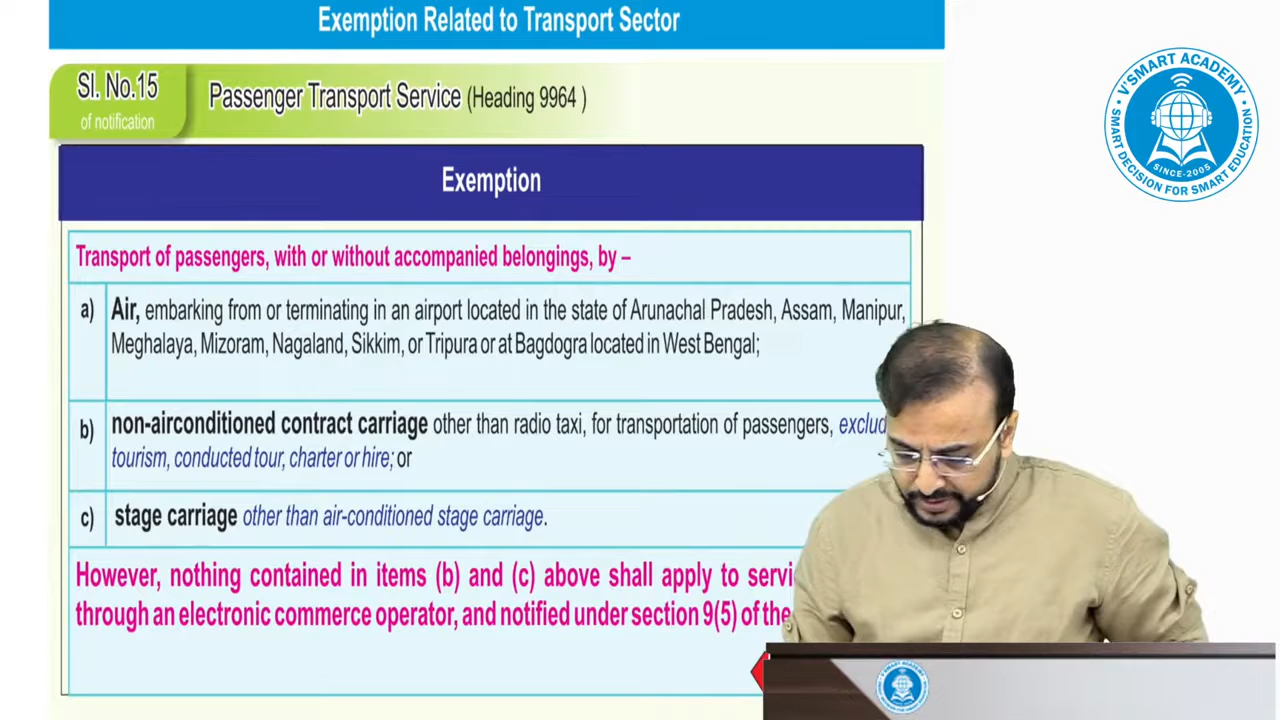 Exemption Related to Transport Sector
V'SMART ACADEMY
SMART DECISION FOR SMART EDUCATION
SINCE-2005
Sl. No.15
of notification
Passenger Transport Service (Heading 9964 )
Exemption
Transport of passengers, with or without accompanied belongings, by –
a) Air, embarking from or terminating in an airport located in the state of Arunachal Pradesh, Assam, Manipur,
Meghalaya, Mizoram, Nagaland, Sikkim, or Tripura or at Bagdogra located in West Bengal;
b) non-airconditioned contract carriage other than radio taxi, for transportation of passengers,
tourism, conducted tour, charter or hire; or
c) stage carriage other than air-conditioned stage carriage.
However, nothing contained in items (b) and (c) above shall apply to
through an electronic commerce operator, and notified under section 9(5) of the